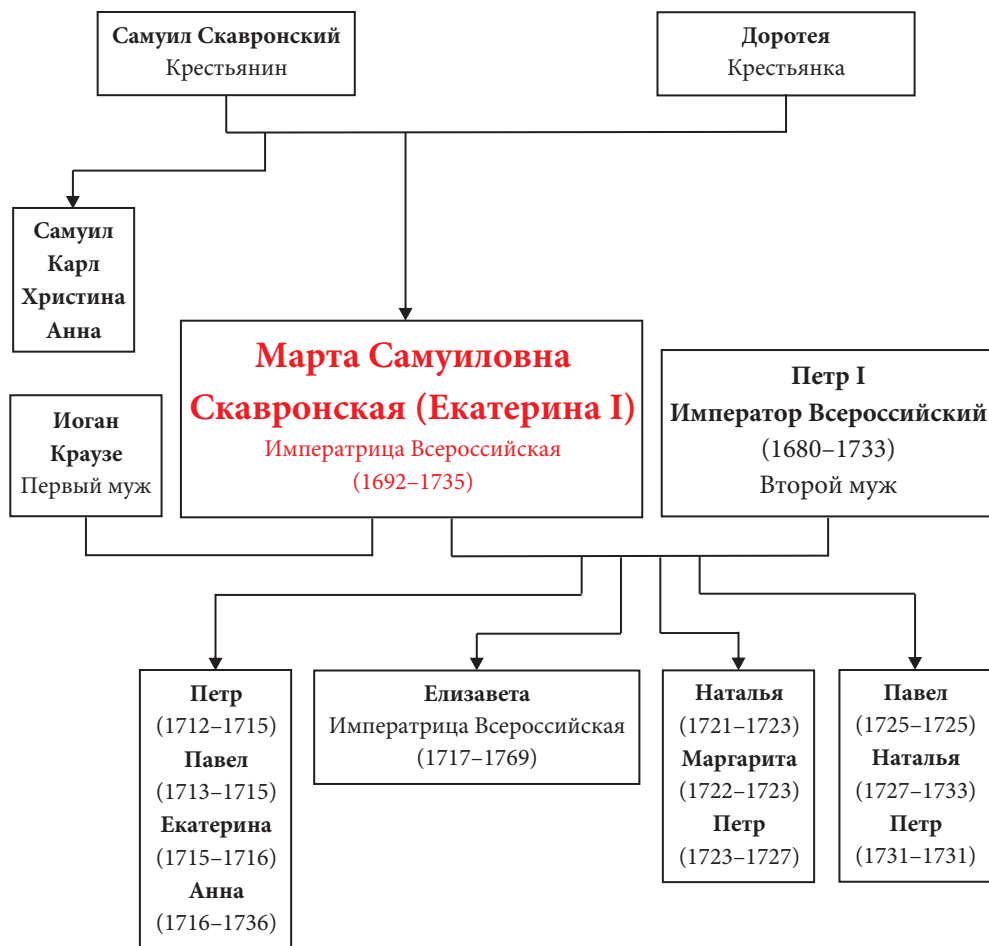 Самуил Скавронский
Крестьянин
Доротея
Крестьянка
Самуил
Карл
Христина
Анна
Марта Самуиловна
Скавронская (Екатерина I)
Императрица Всероссийская
(1692–1735)
Иоган
Краузе
Первый муж
Петр I
Император Всероссийский
(1680–1733)
Второй муж
Петр
(1712–1715)
Павел
(1713–1715)
Екатерина
(1715–1716)
Анна
(1716–1736)
Елизавета
Императрица Всероссийская
(1717–1769)
Наталья
(1721–1723)
Маргарита
(1722–1723)
Петр
(1723–1727)
Павел
(1725–1725)
Наталья
(1727–1733)
Петр
(1731–1731)